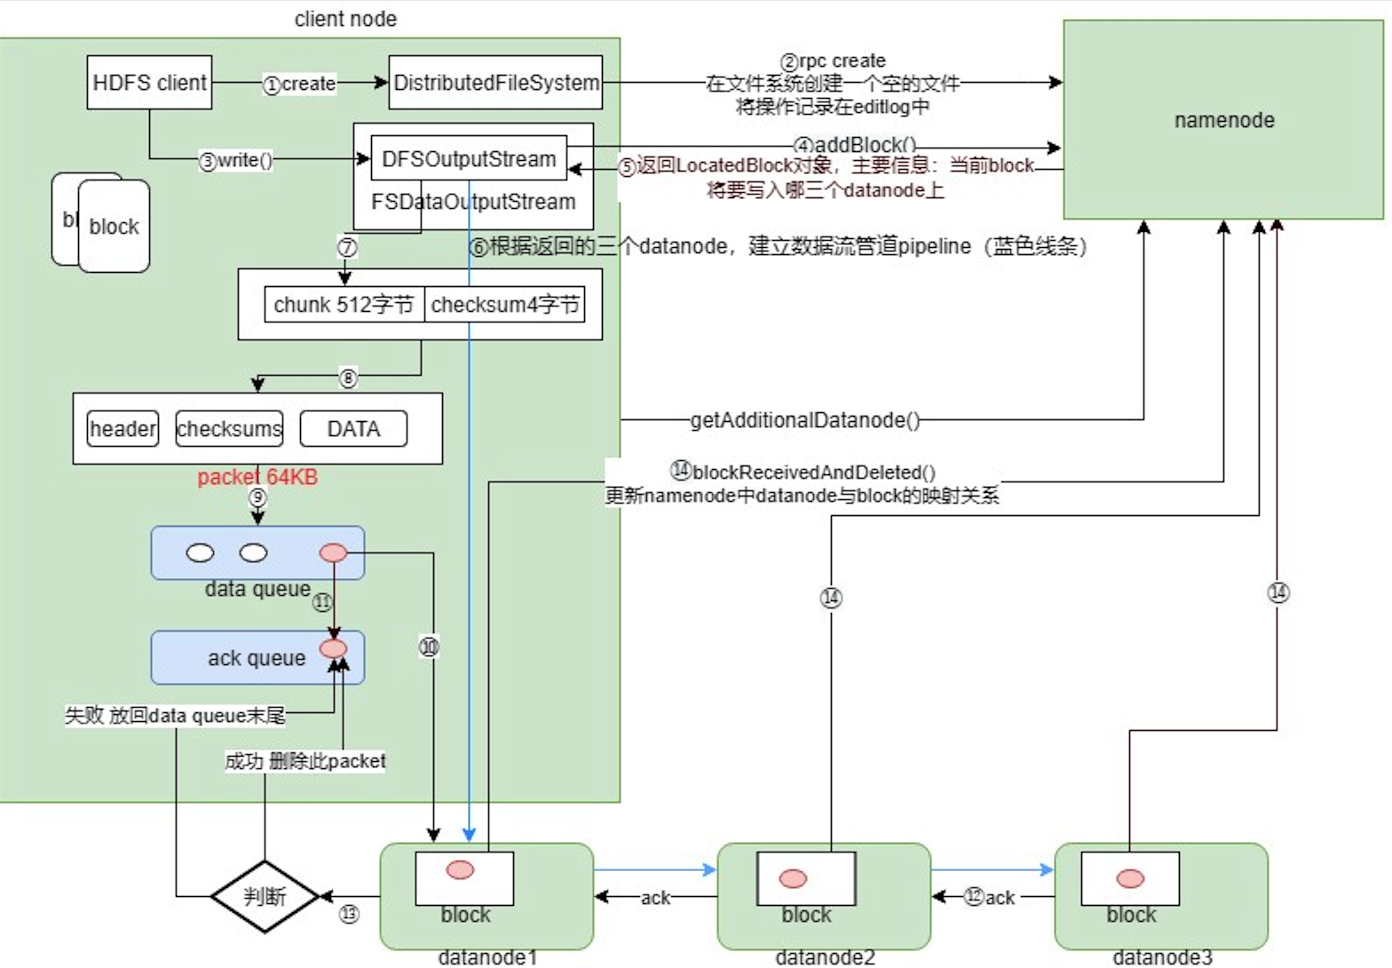 client node
HDFS client
①create
DistributedFileSystem
②rpc create
在文件系统创建一个空的文件
将操作记录在editlog中
namenode
③write()
DFSOutputStream
FSDataOutputStream
④addBlock()
⑤返回LocatedBlock对象，主要信息：当前block
将要写入哪三个datanode上
bl
block
⑦
⑥根据返回的三个datanode，建立数据流管道pipeline（蓝色线条）
chunk 512字节
checksum4字节
⑧
header
checksums
DATA
packet 64KB
getAdditionalDatanode()
⑭blockReceivedAndDeleted()
更新namenode中datanode与block的映射关系
⑨
data queue
⑪
⑩
⑭
⑭
ack queue
失败 放回data queue末尾
成功 删除此packet
判断
⑬
block
datanode1
ack
block
datanode2
⑫ack
block
datanode3